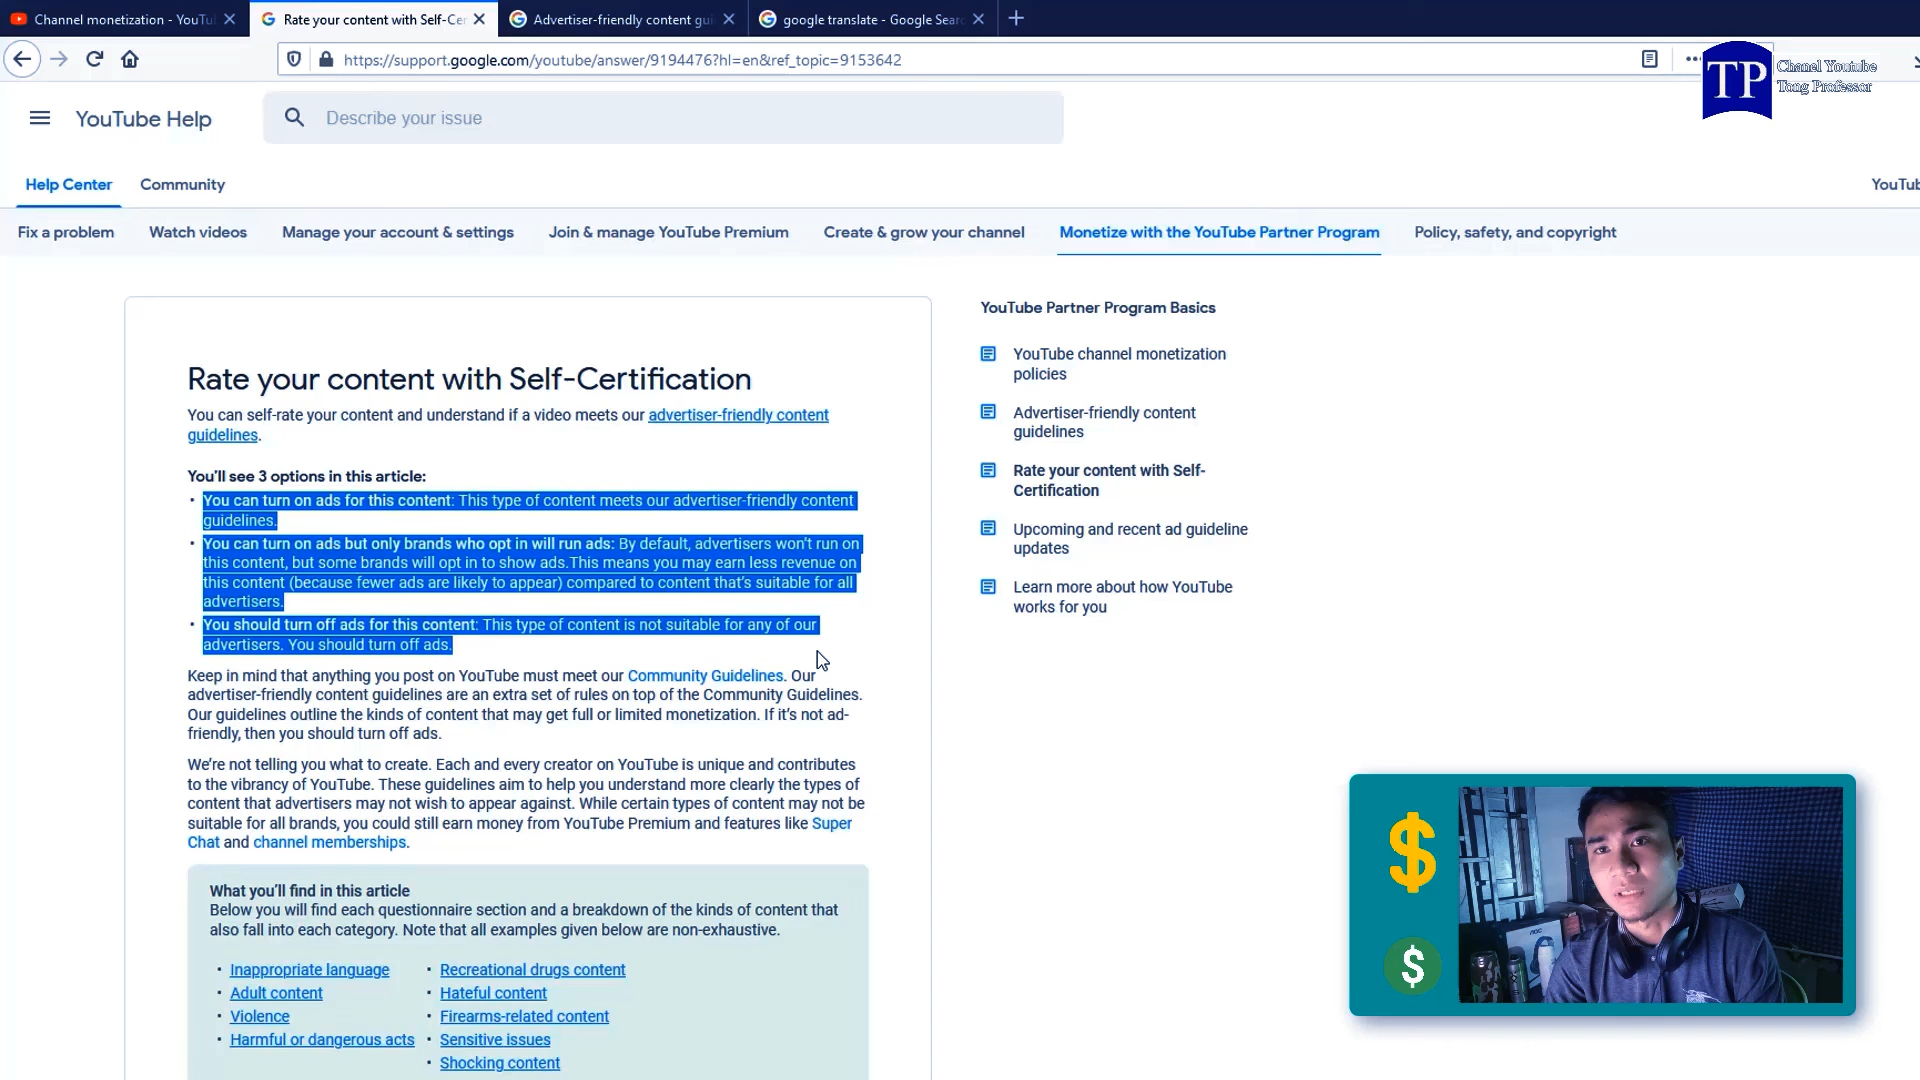 Channel monetization - YouTu
Rate your content with Self-Cer
Advertiser-friendly content gui
google translate - Google Searc
https://support.google.com/youtube/answer/9194476?hl=en&ref_topic=9153642
TP
Chanel Youtube
Tong Professor
YouTube Help
Describe your issue
Help Center
Community
YouTub
Fix a problem
Watch videos
Manage your account & settings
Join & manage YouTube Premium
Create & grow your channel
Monetize with the YouTube Partner Program
Policy, safety, and copyright
Rate your content with Self-Certification
You can self-rate your content and understand if a video meets our advertiser-friendly content
guidelines.
You'll see 3 options in this article:
• You can turn on ads for this content: This type of content meets our advertiser-friendly content
guidelines.
• You can turn on ads but only brands who opt in will run ads: By default, advertisers won't run on
this content, but some brands will opt in to show ads.This means you may earn less revenue on
this content (because fewer ads are likely to appear) compared to content that's suitable for all
advertisers.
• You should turn off ads for this content: This type of content is not suitable for any of our
advertisers. You should turn off ads.
Keep in mind that anything you post on YouTube must meet our Community Guidelines. Our
advertiser-friendly content guidelines are an extra set of rules on top of the Community Guidelines.
Our guidelines outline the kinds of content that may get full or limited monetization. If it's not ad-
friendly, then you should turn off ads.
We're not telling you what to create. Each and every creator on YouTube is unique and contributes
to the vibrancy of YouTube. These guidelines aim to help you understand more clearly the types of
content that advertisers may not wish to appear against. While certain types of content may not be
suitable for all brands, you could still earn money from YouTube Premium and features like Super
Chat and channel memberships.
What you'll find in this article
Below you will find each questionnaire section and a breakdown of the kinds of content that
also fall into each category. Note that all examples given below are non-exhaustive.
• Inappropriate language
• Adult content
• Violence
• Harmful or dangerous acts
• Recreational drugs content
• Hateful content
• Firearms-related content
• Sensitive issues
• Shocking content
YouTube Partner Program Basics
YouTube channel monetization
policies
Advertiser-friendly content
guidelines
Rate your content with Self-
Certification
Upcoming and recent ad guideline
updates
Learn more about how YouTube
works for you
$
$
AOC